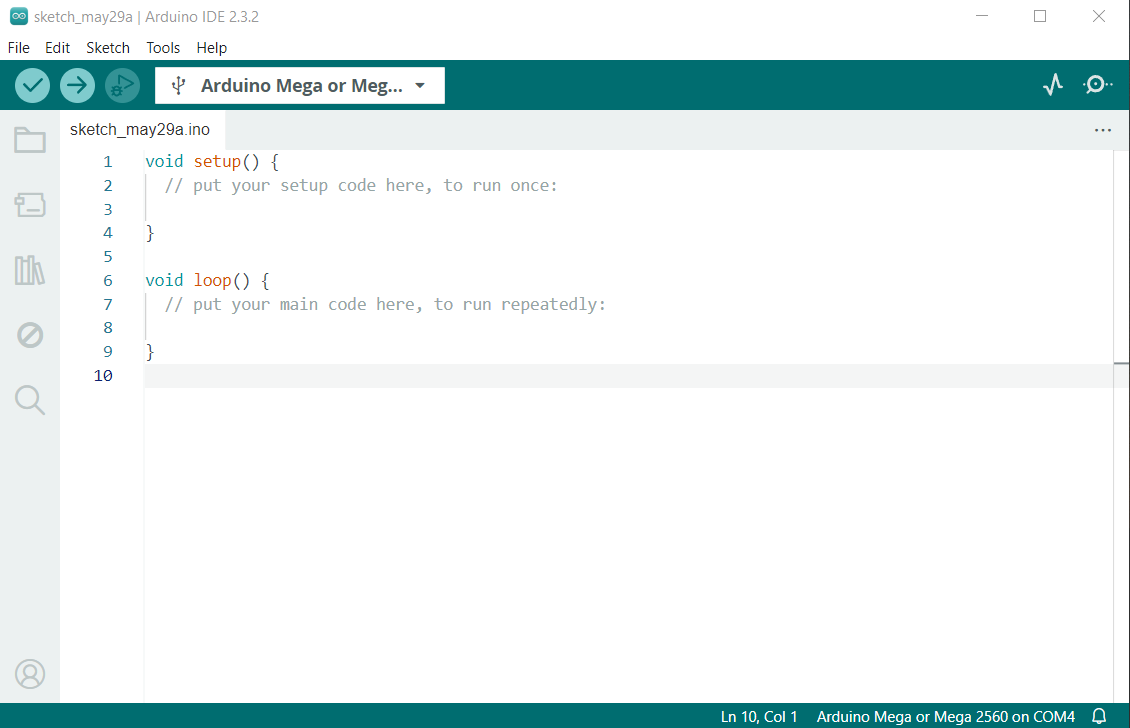 sketch_may29a | Arduino IDE 2.3.2
File Edit Sketch Tools Help
Arduino Mega or Meg...
sketch_may29a.ino
1 void setup() {
2 // put your setup code here, to run once:
3
4 }
5
6 void loop() {
7 // put your main code here, to run repeatedly:
8
9 }
10
Ln 10, Col 1 Arduino Mega or Mega 2560 on COM4